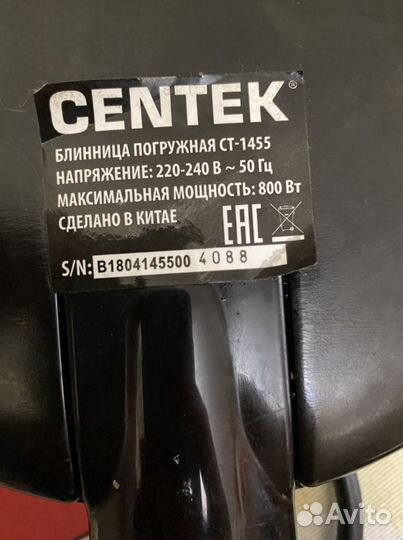 CENTEK®
БЛИННИЦА ПОГРУЖНАЯ CT-1455
НАПРЯЖЕНИЕ: 220-240 В ~ 50 Гц
МАКСИМАЛЬНАЯ МОЩНОСТЬ: 800 Вт
СДЕЛАНО В КИТАЕ
EAC
S/N: B1804145500 4088
Avito